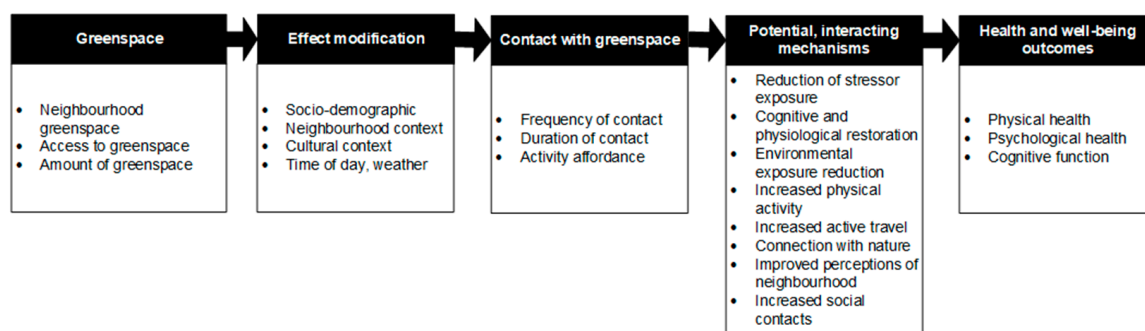 Greenspace
• Neighbourhood
greenspace
• Access to greenspace
• Amount of greenspace
Effect modification
• Socio-demographic
• Neighbourhood context
• Cultural context
• Time of day, weather
Contact with greenspace
• Frequency of contact
• Duration of contact
• Activity affordance
Potential, interacting
mechanisms
• Reduction of stressor
exposure
• Cognitive and
physiological restoration
• Environmental
exposure reduction
• Increased physical
activity
• Increased active travel
• Connection with nature
• Improved perceptions of
neighbourhood
• Increased social
contacts
Health and well-being
outcomes
• Physical health
• Psychological health
• Cognitive function